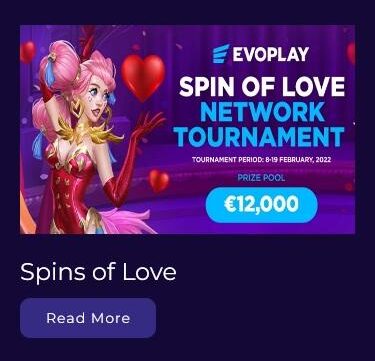 EVOPLAY
SPIN OF LOVE
NETWORK
TOURNAMENT
TOURNAMENT PERIOD: 8-19 FEBRUARY, 2022
PRIZE POOL
€12,000
Spins of Love
Read More